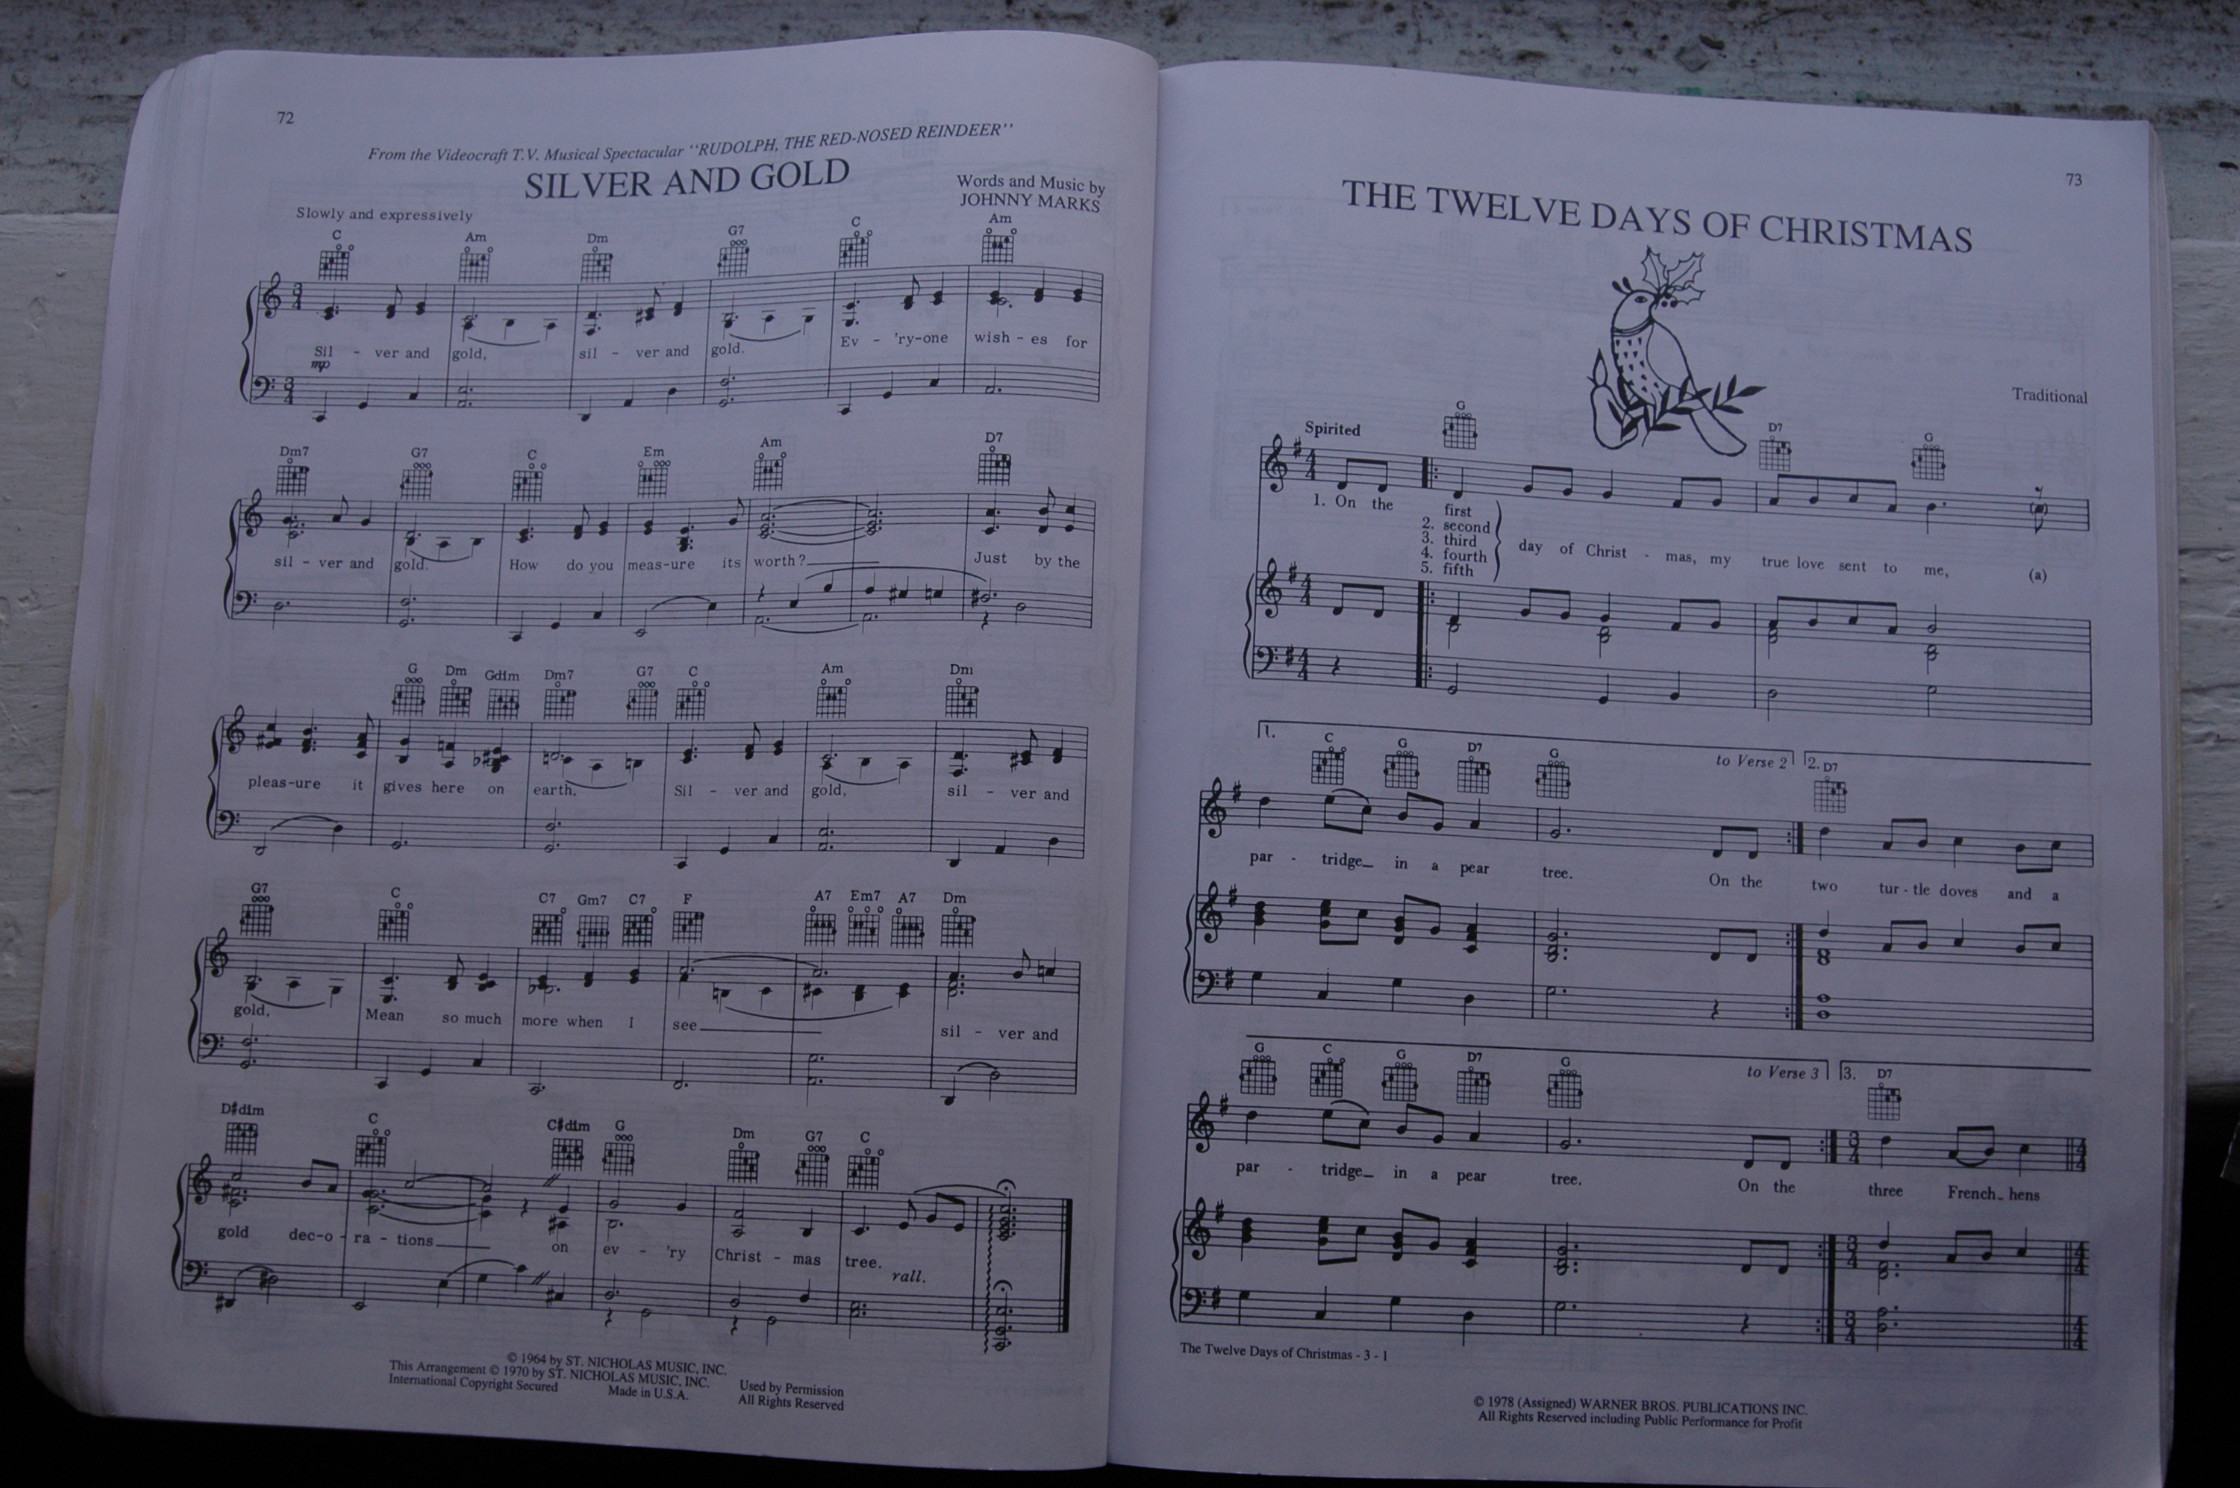 72
From the Videocraft T.V. Musical Spectacular "RUDOLPH, THE RED-NOSED REINDEER"
SILVER AND GOLD
Words and Music by
JOHNNY MARKS
Slowly and expressively
C Am Dm G7 C Am
Sil - ver and gold, sil - ver and gold. Ev - 'ry-one wish - es for
mp
Dm7 G7 C Em Am D7
sil - ver and gold. How do you meas-ure its worth? Just by the
G Dm Gdim Dm7 G7 C Am Dm
pleas-ure it gives here on earth. Sil - ver and gold, sil - ver and
G7 C C7 Gm7 C7 F A7 Em7 A7 Dm
gold, Mean so much more when I see sil - ver and
D♯dim C C♯dim G Dm G7 C
gold dec-o - ra - tions on ev - 'ry Christ - mas tree.
rall.
© 1964 by ST. NICHOLAS MUSIC, INC.
This Arrangement © 1970 by ST. NICHOLAS MUSIC, INC.
International Copyright Secured Made in U.S.A.
Used by Permission
All Rights Reserved
73
THE TWELVE DAYS OF CHRISTMAS
Traditional
Spirited
G D7 G
1. On the first day of Christ - mas, my true love sent to me, (a)
2. second
3. third
4. fourth
5. fifth
1. to Verse 2 2.
C G D7 G D7
par - tridge in a pear tree. On the two tur - tle doves and a
to Verse 3 3.
G C G D7 G D7
par - tridge in a pear tree. On the three French hens
The Twelve Days of Christmas - 3 - 1
© 1978 (Assigned) WARNER BROS. PUBLICATIONS INC.
All Rights Reserved including Public Performance for Profit